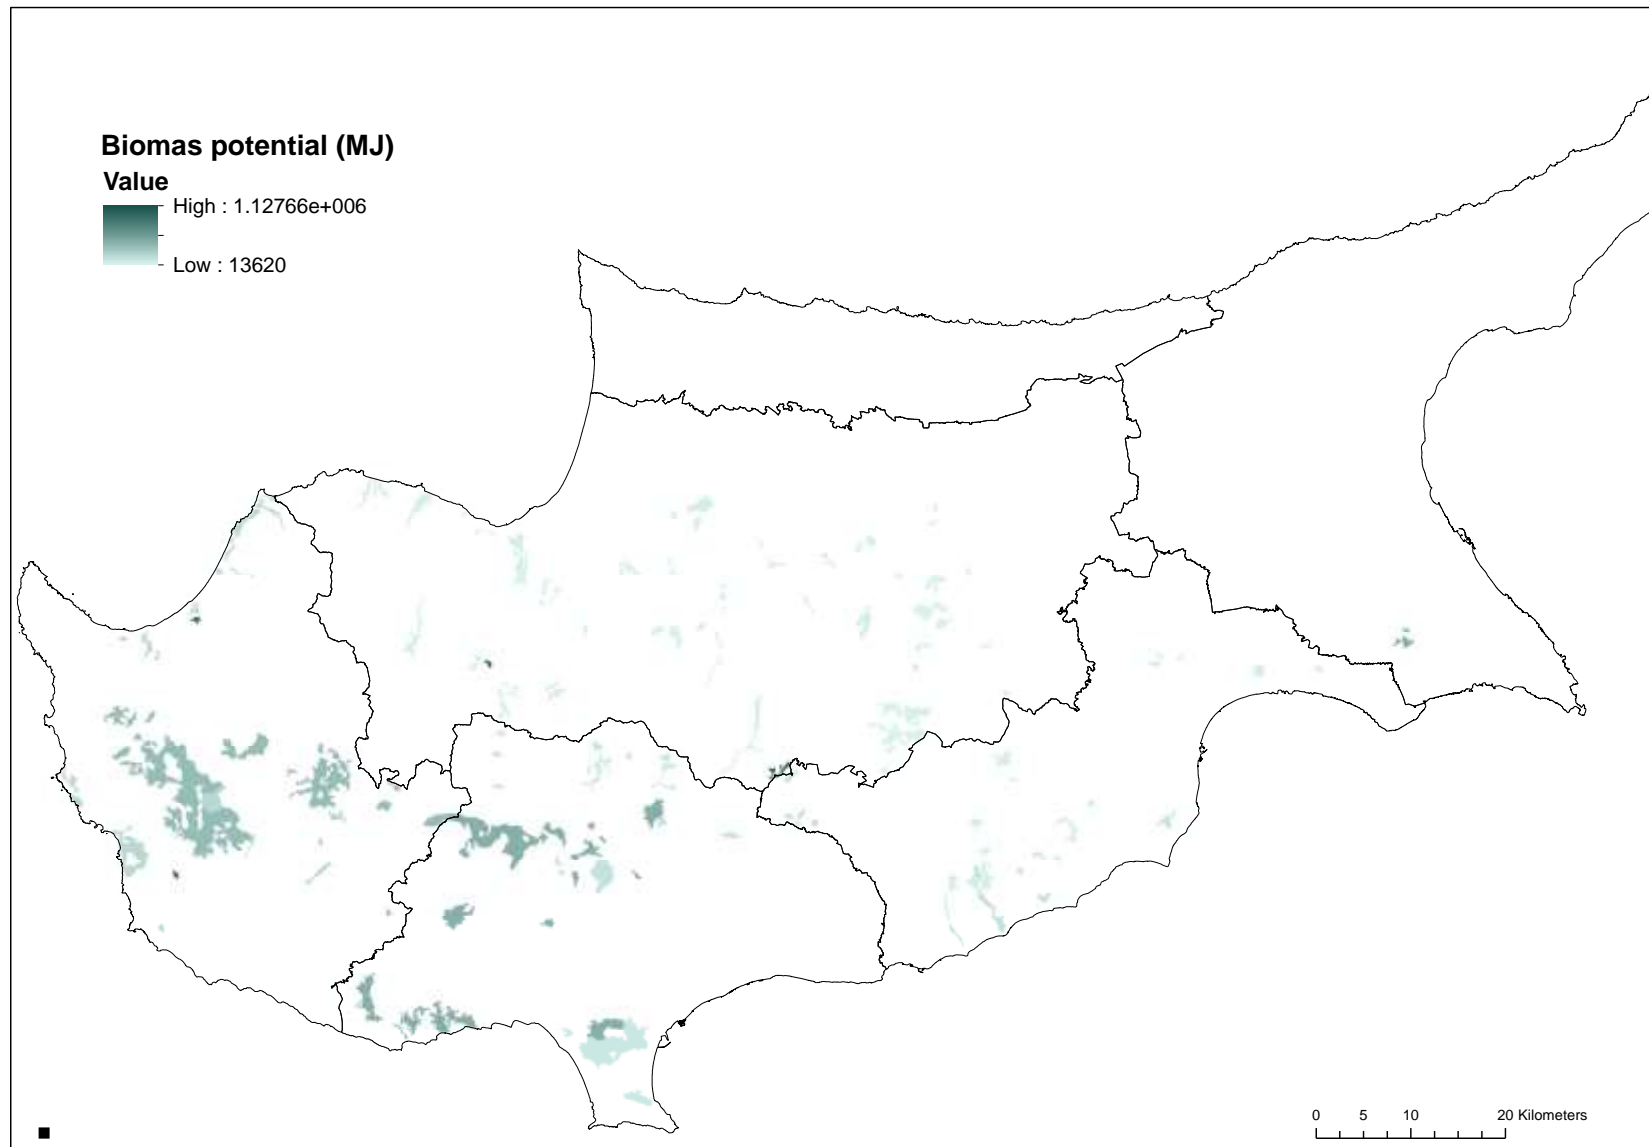 Biomas potential (MJ)
Value
High : 1.12766e+006
Low : 13620
0 5 10 20 Kilometers